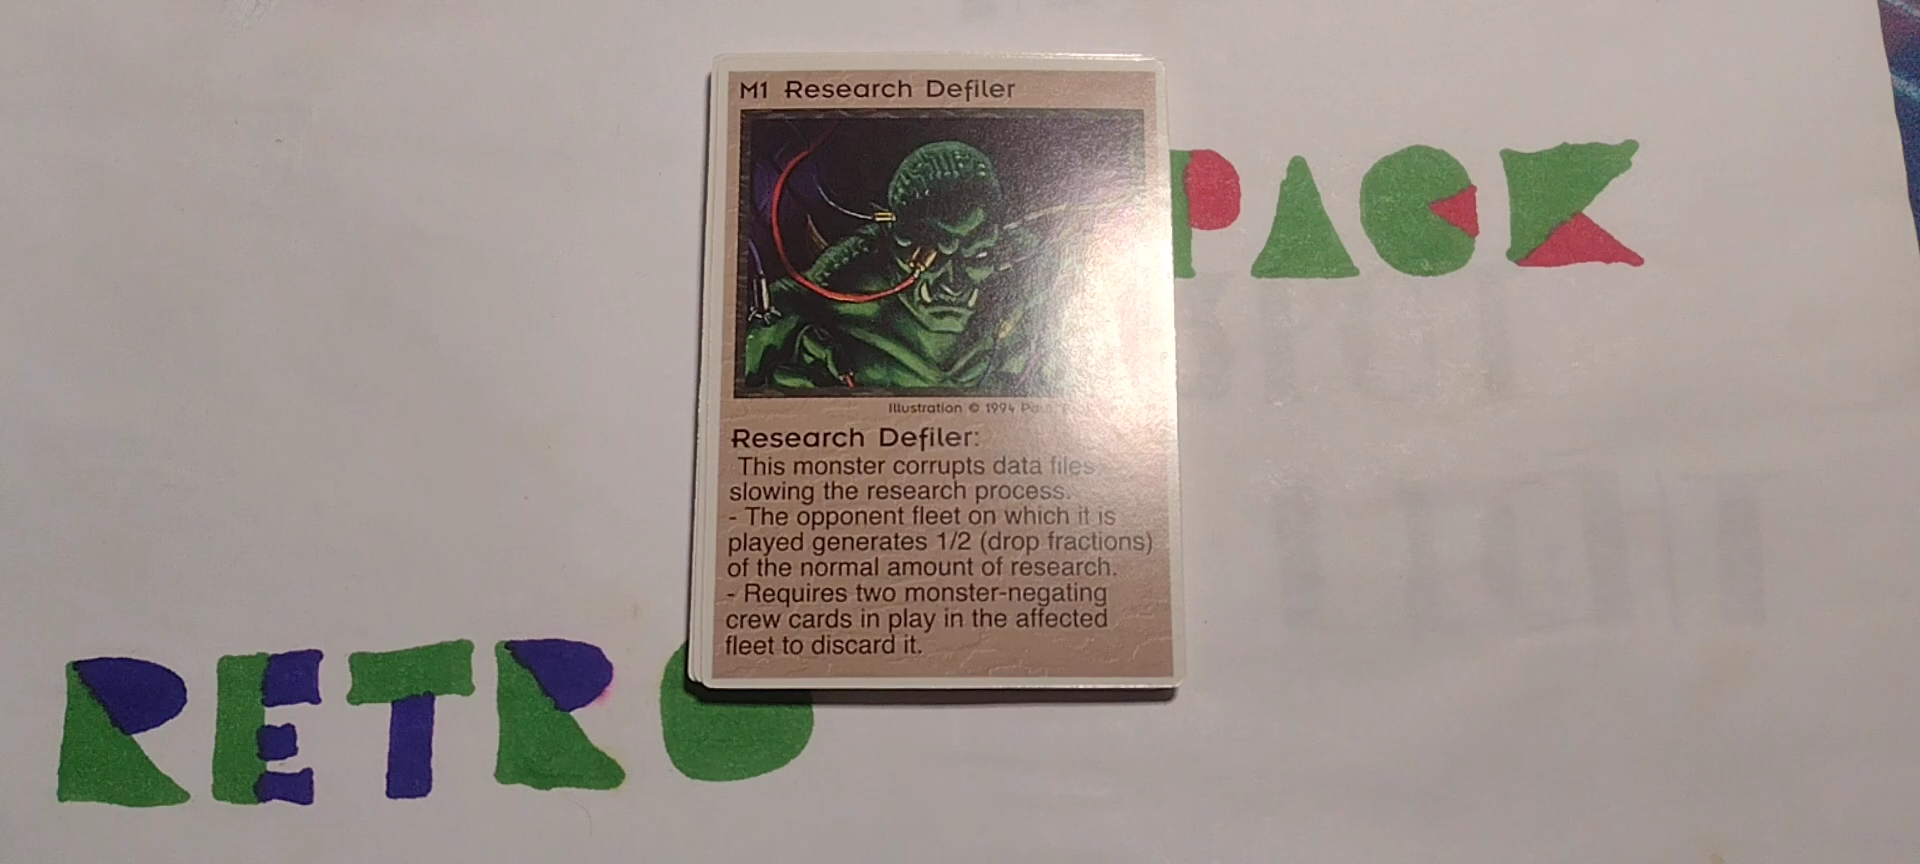 M1 Research Defiler
PACK
Illustration © 1994
Research Defiler:
This monster corrupts data files
slowing the research process.
- The opponent fleet on which it is
played generates 1/2 (drop fractions)
of the normal amount of research.
- Requires two monster-negating
crew cards in play in the affected
fleet to discard it.
RETRO